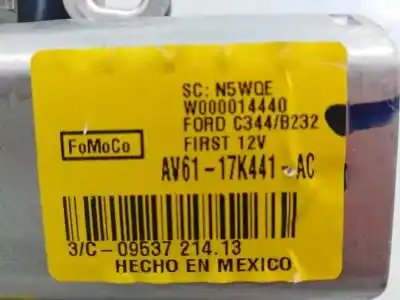 SC: N5WQE
W000014440
FORD C344/B232
FIRST 12V
FoMoCo
AV61-17K441-AC
3/C-09537 214.13
HECHO EN MEXICO